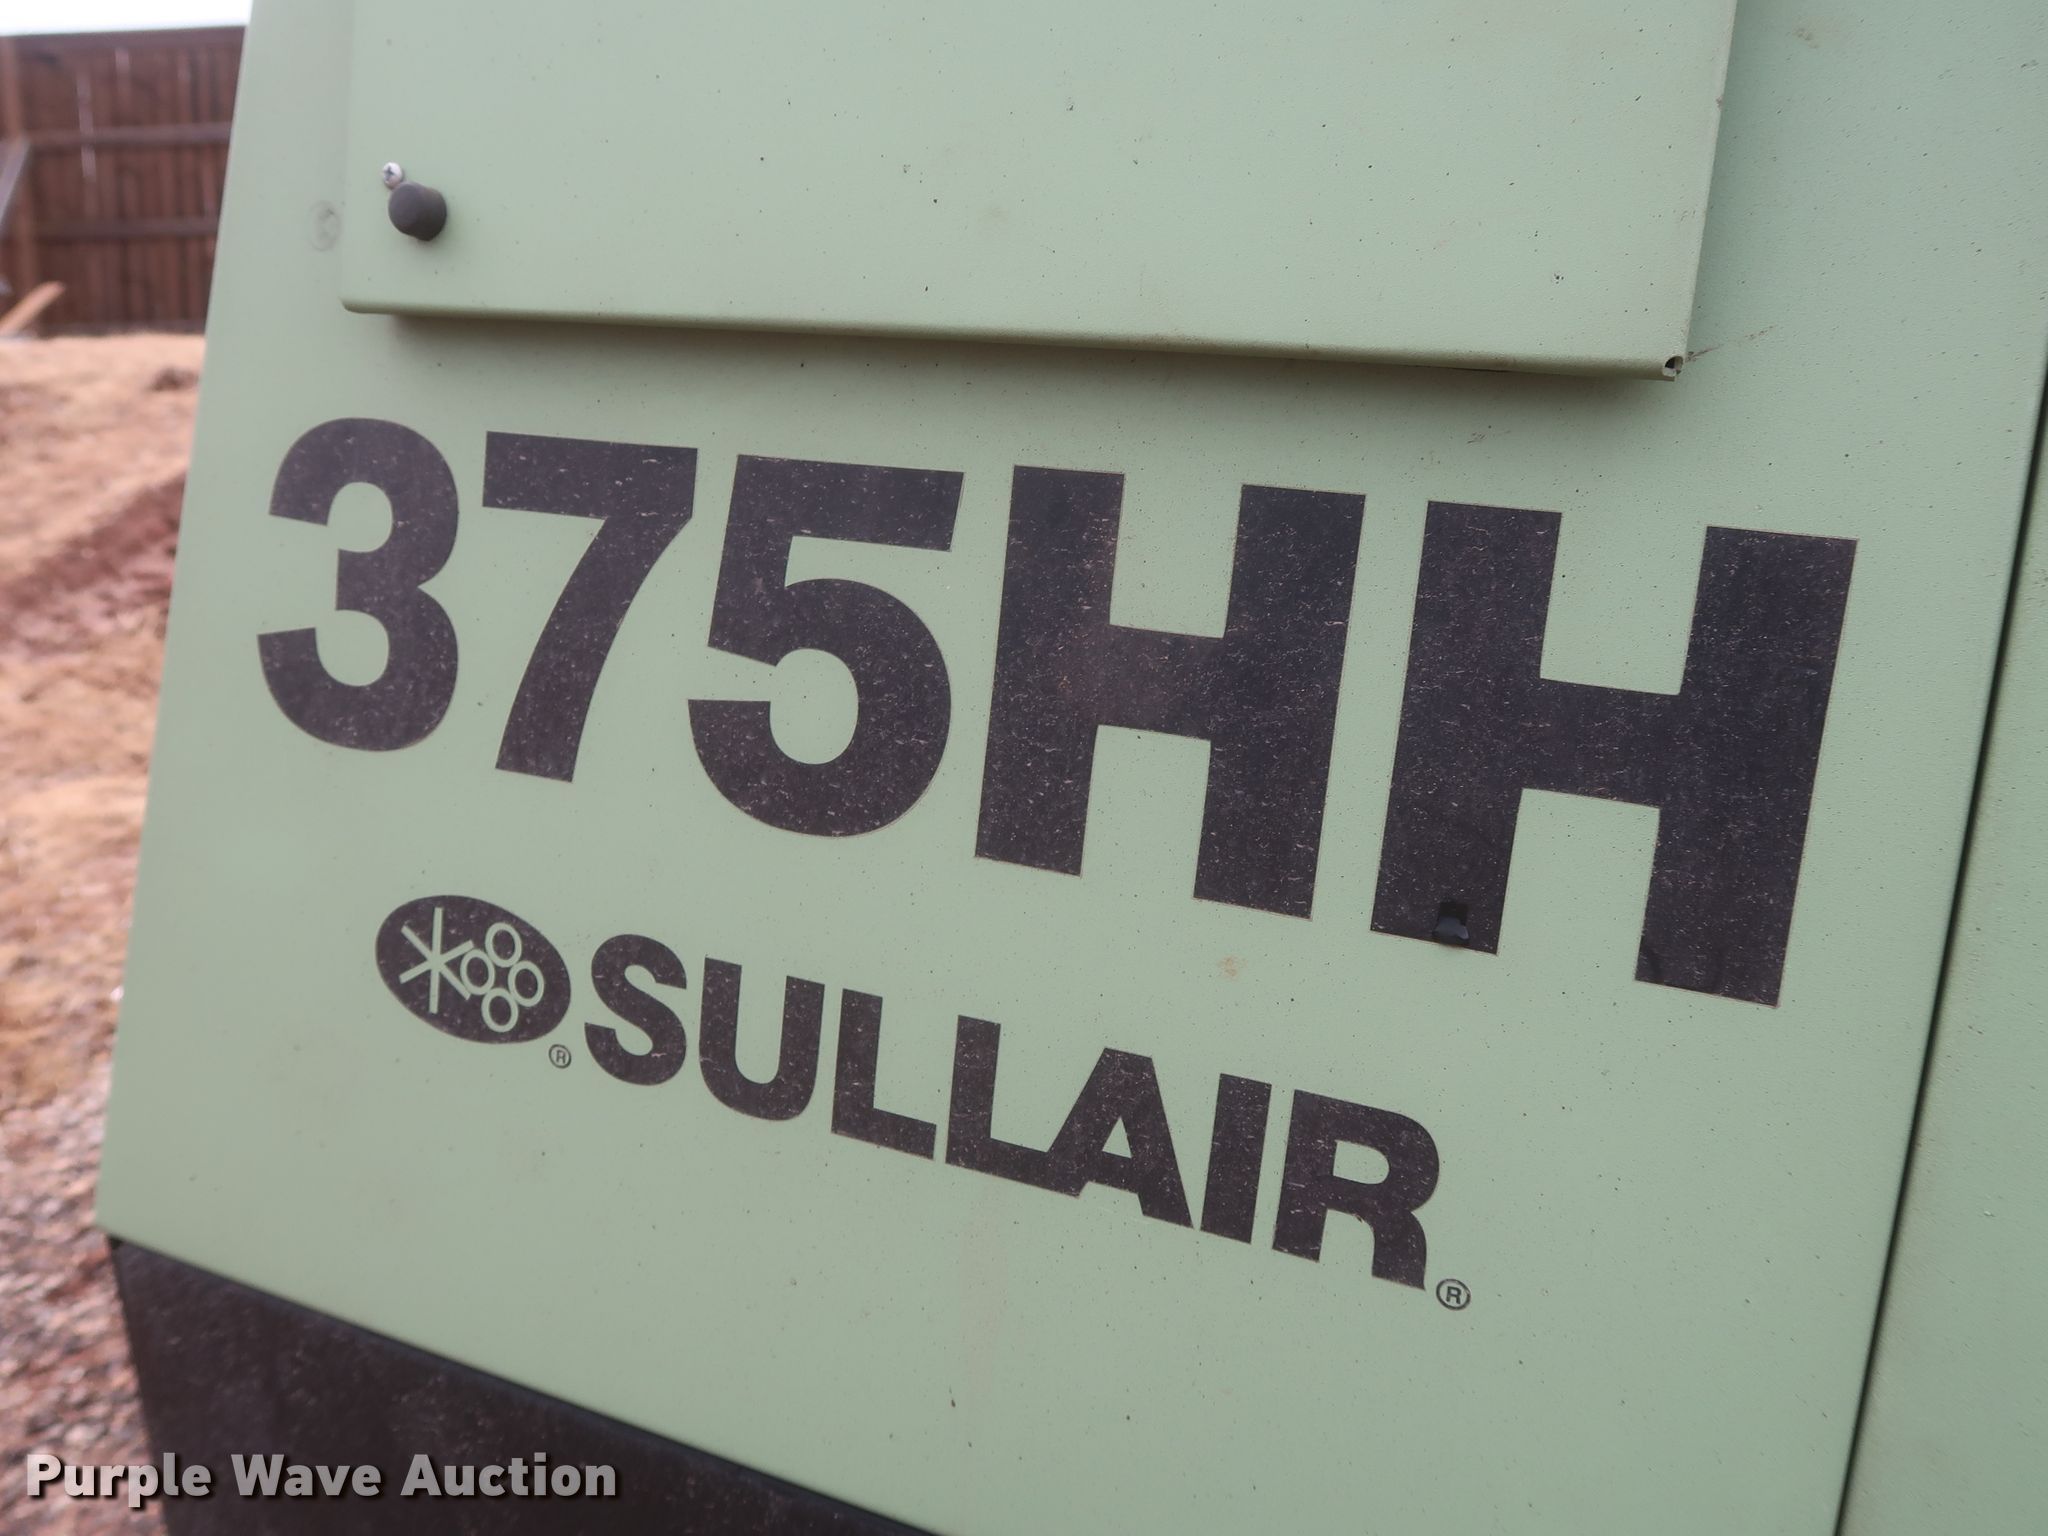 375HH
® SULLAIR®
Purple Wave Auction